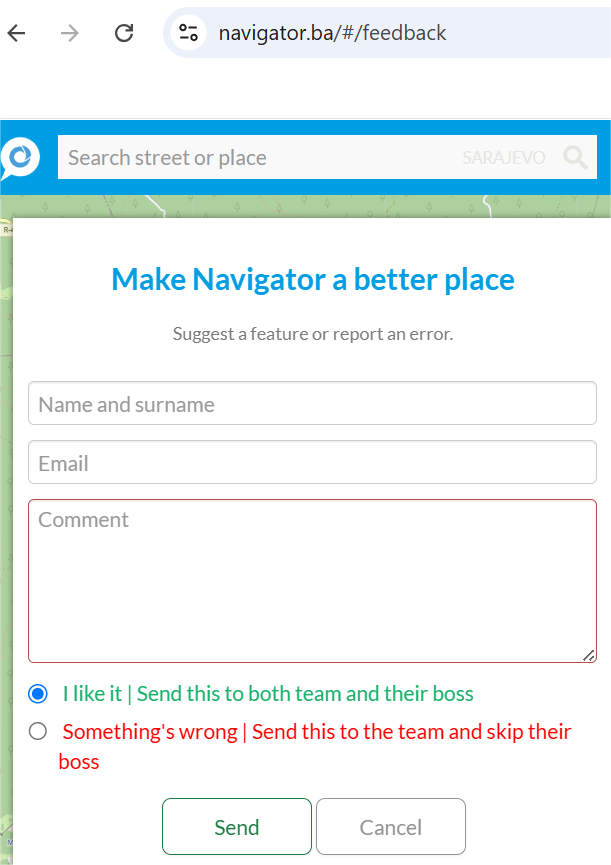 navigator.ba/#/feedback
Search street or place SARAJEVO
Make Navigator a better place
Suggest a feature or report an error.
Name and surname
Email
Comment
I like it | Send this to both team and their boss
Something's wrong | Send this to the team and skip their
boss
Send Cancel